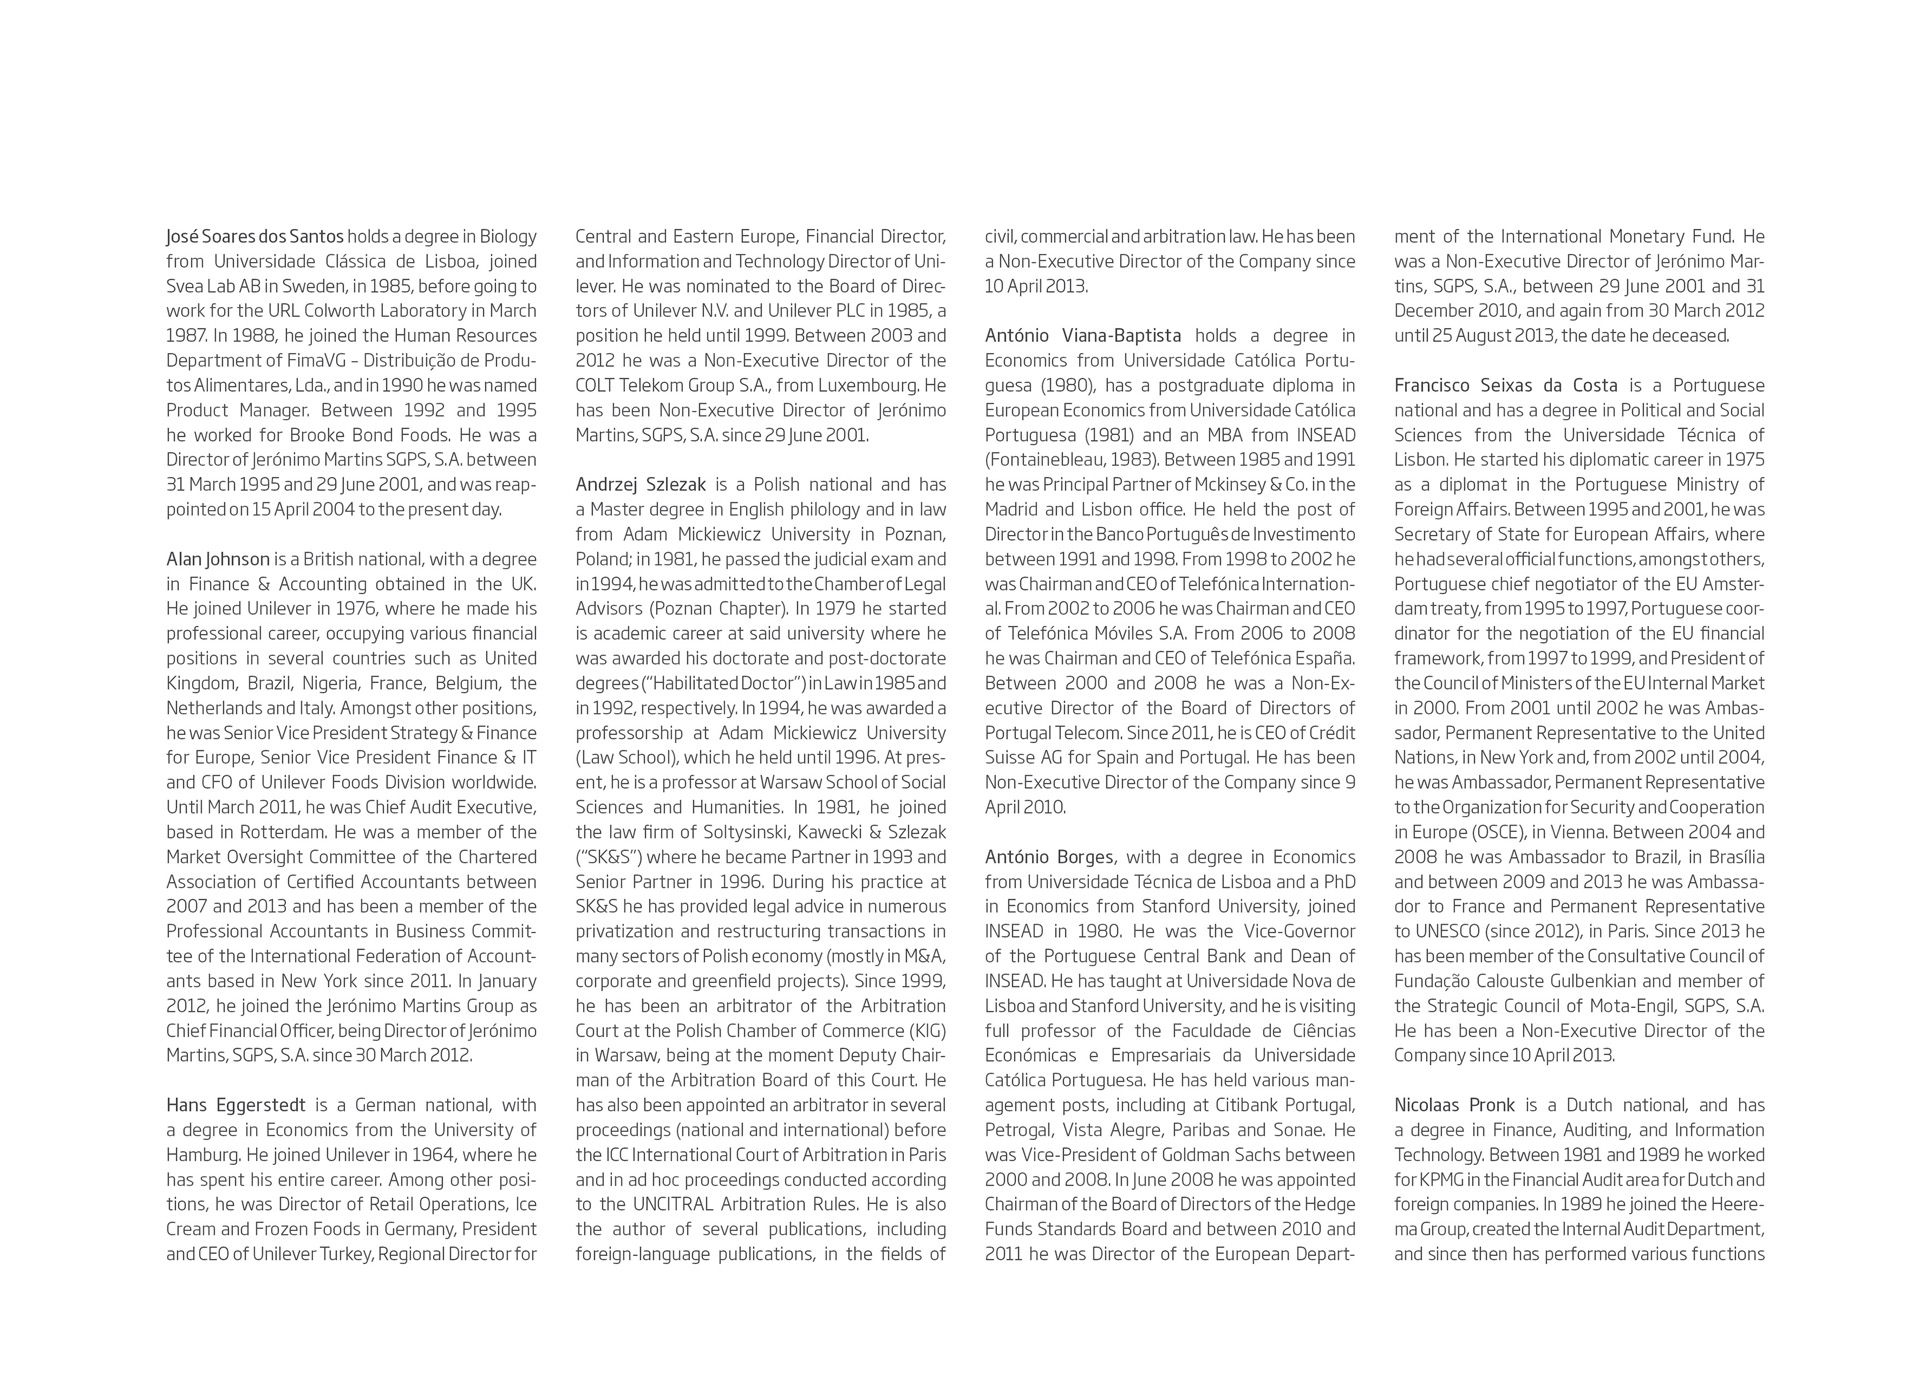 José Soares dos Santos holds a degree in Biology
from Universidade Clássica de Lisboa, joined
Svea Lab AB in Sweden, in 1985, before going to
work for the URL Colworth Laboratory in March
1987. In 1988, he joined the Human Resources
Department of FimaVG – Distribuição de Produ-
tos Alimentares, Lda., and in 1990 he was named
Product Manager. Between 1992 and 1995
he worked for Brooke Bond Foods. He was a
Director of Jerónimo Martins SGPS, S.A. between
31 March 1995 and 29 June 2001, and was reap-
pointed on 15 April 2004 to the present day.
Alan Johnson is a British national, with a degree
in Finance & Accounting obtained in the UK.
He joined Unilever in 1976, where he made his
professional career, occupying various financial
positions in several countries such as United
Kingdom, Brazil, Nigeria, France, Belgium, the
Netherlands and Italy. Amongst other positions,
he was Senior Vice President Strategy & Finance
for Europe, Senior Vice President Finance & IT
and CFO of Unilever Foods Division worldwide.
Until March 2011, he was Chief Audit Executive,
based in Rotterdam. He was a member of the
Market Oversight Committee of the Chartered
Association of Certified Accountants between
2007 and 2013 and has been a member of the
Professional Accountants in Business Commit-
tee of the International Federation of Account-
ants based in New York since 2011. In January
2012, he joined the Jerónimo Martins Group as
Chief Financial Officer, being Director of Jerónimo
Martins, SGPS, S.A. since 30 March 2012.
Hans Eggerstedt is a German national, with
a degree in Economics from the University of
Hamburg. He joined Unilever in 1964, where he
has spent his entire career. Among other posi-
tions, he was Director of Retail Operations, Ice
Cream and Frozen Foods in Germany, President
and CEO of Unilever Turkey, Regional Director for
Central and Eastern Europe, Financial Director,
and Information and Technology Director of Uni-
lever. He was nominated to the Board of Direc-
tors of Unilever N.V. and Unilever PLC in 1985, a
position he held until 1999. Between 2003 and
2012 he was a Non-Executive Director of the
COLT Telekom Group S.A., from Luxembourg. He
has been Non-Executive Director of Jerónimo
Martins, SGPS, S.A. since 29 June 2001.
Andrzej Szlezak is a Polish national and has
a Master degree in English philology and in law
from Adam Mickiewicz University in Poznan,
Poland; in 1981, he passed the judicial exam and
in 1994, he was admitted to the Chamber of Legal
Advisors (Poznan Chapter). In 1979 he started
is academic career at said university where he
was awarded his doctorate and post-doctorate
degrees (“Habilitated Doctor”) in Law in 1985 and
in 1992, respectively. In 1994, he was awarded a
professorship at Adam Mickiewicz University
(Law School), which he held until 1996. At pres-
ent, he is a professor at Warsaw School of Social
Sciences and Humanities. In 1981, he joined
the law firm of Soltysinski, Kawecki & Szlezak
(“SK&S”) where he became Partner in 1993 and
Senior Partner in 1996. During his practice at
SK&S he has provided legal advice in numerous
privatization and restructuring transactions in
many sectors of Polish economy (mostly in M&A,
corporate and greenfield projects). Since 1999,
he has been an arbitrator of the Arbitration
Court at the Polish Chamber of Commerce (KIG)
in Warsaw, being at the moment Deputy Chair-
man of the Arbitration Board of this Court. He
has also been appointed an arbitrator in several
proceedings (national and international) before
the ICC International Court of Arbitration in Paris
and in ad hoc proceedings conducted according
to the UNCITRAL Arbitration Rules. He is also
the author of several publications, including
foreign-language publications, in the fields of
civil, commercial and arbitration law. He has been
a Non-Executive Director of the Company since
10 April 2013.
António Viana-Baptista holds a degree in
Economics from Universidade Católica Portu-
guesa (1980), has a postgraduate diploma in
European Economics from Universidade Católica
Portuguesa (1981) and an MBA from INSEAD
(Fontainebleau, 1983). Between 1985 and 1991
he was Principal Partner of Mckinsey & Co. in the
Madrid and Lisbon office. He held the post of
Director in the Banco Português de Investimento
between 1991 and 1998. From 1998 to 2002 he
was Chairman and CEO of Telefónica Internation-
al. From 2002 to 2006 he was Chairman and CEO
of Telefónica Móviles S.A. From 2006 to 2008
he was Chairman and CEO of Telefónica España.
Between 2000 and 2008 he was a Non-Ex-
ecutive Director of the Board of Directors of
Portugal Telecom. Since 2011, he is CEO of Crédit
Suisse AG for Spain and Portugal. He has been
Non-Executive Director of the Company since 9
April 2010.
António Borges, with a degree in Economics
from Universidade Técnica de Lisboa and a PhD
in Economics from Stanford University, joined
INSEAD in 1980. He was the Vice-Governor
of the Portuguese Central Bank and Dean of
INSEAD. He has taught at Universidade Nova de
Lisboa and Stanford University, and he is visiting
full professor of the Faculdade de Ciências
Económicas e Empresariais da Universidade
Católica Portuguesa. He has held various man-
agement posts, including at Citibank Portugal,
Petrogal, Vista Alegre, Paribas and Sonae. He
was Vice-President of Goldman Sachs between
2000 and 2008. In June 2008 he was appointed
Chairman of the Board of Directors of the Hedge
Funds Standards Board and between 2010 and
2011 he was Director of the European Depart-
ment of the International Monetary Fund. He
was a Non-Executive Director of Jerónimo Mar-
tins, SGPS, S.A., between 29 June 2001 and 31
December 2010, and again from 30 March 2012
until 25 August 2013, the date he deceased.
Francisco Seixas da Costa is a Portuguese
national and has a degree in Political and Social
Sciences from the Universidade Técnica of
Lisbon. He started his diplomatic career in 1975
as a diplomat in the Portuguese Ministry of
Foreign Affairs. Between 1995 and 2001, he was
Secretary of State for European Affairs, where
he had several official functions, amongst others,
Portuguese chief negotiator of the EU Amster-
dam treaty, from 1995 to 1997, Portuguese coor-
dinator for the negotiation of the EU financial
framework, from 1997 to 1999, and President of
the Council of Ministers of the EU Internal Market
in 2000. From 2001 until 2002 he was Ambas-
sador, Permanent Representative to the United
Nations, in New York and, from 2002 until 2004,
he was Ambassador, Permanent Representative
to the Organization for Security and Cooperation
in Europe (OSCE), in Vienna. Between 2004 and
2008 he was Ambassador to Brazil, in Brasília
and between 2009 and 2013 he was Ambassa-
dor to France and Permanent Representative
to UNESCO (since 2012), in Paris. Since 2013 he
has been member of the Consultative Council of
Fundação Calouste Gulbenkian and member of
the Strategic Council of Mota-Engil, SGPS, S.A.
He has been a Non-Executive Director of the
Company since 10 April 2013.
Nicolaas Pronk is a Dutch national, and has
a degree in Finance, Auditing, and Information
Technology. Between 1981 and 1989 he worked
for KPMG in the Financial Audit area for Dutch and
foreign companies. In 1989 he joined the Heere-
ma Group, created the Internal Audit Department,
and since then has performed various functions